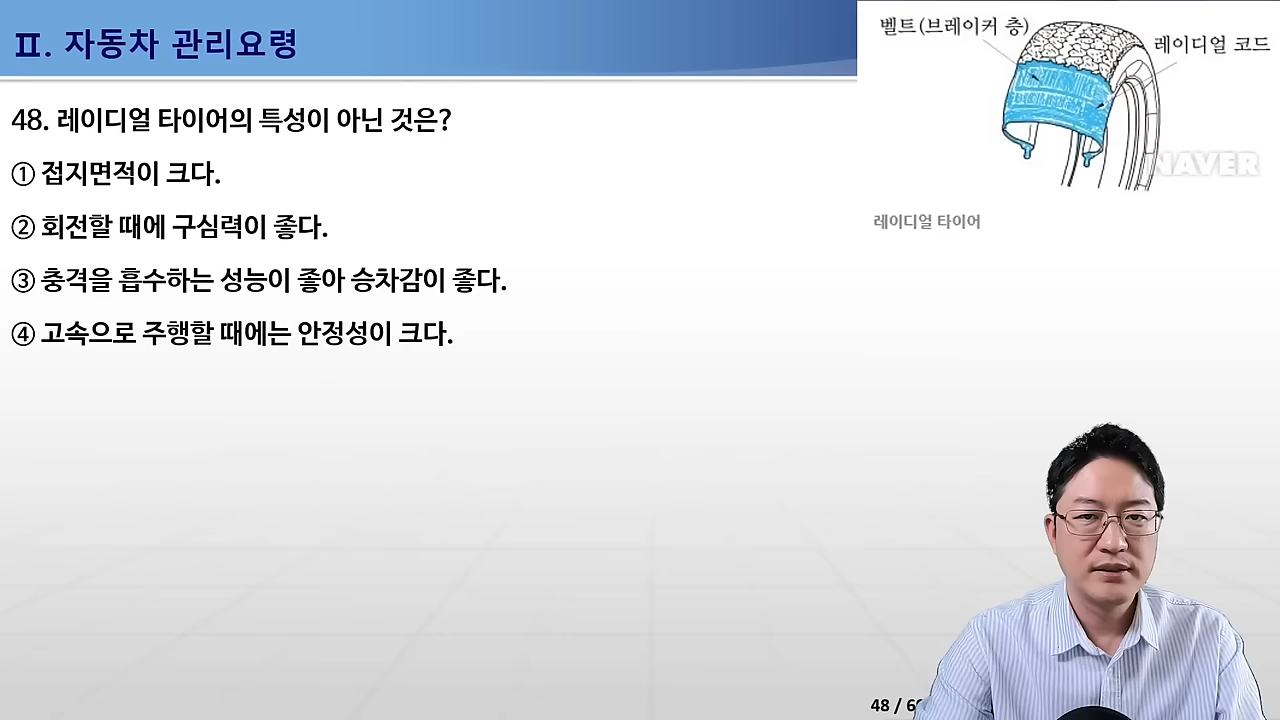 Ⅱ. 자동차 관리요령
벨트(브레이커 층)
레이디얼 코드
NAVER
레이디얼 타이어
48. 레이디얼 타이어의 특성이 아닌 것은?
① 접지면적이 크다.
② 회전할 때에 구심력이 좋다.
③ 충격을 흡수하는 성능이 좋아 승차감이 좋다.
④ 고속으로 주행할 때에는 안정성이 크다.
48 /